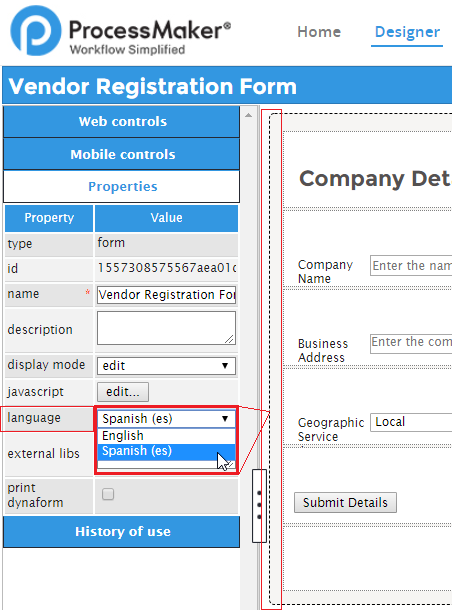 ProcessMaker®
Workflow Simplified
Home
Designer
Vendor Registration Form
Web controls
Mobile controls
Properties
Property Value
type form
id 1557308575567aea01
name * Vendor Registration For
description
display mode edit
javascript edit...
language Spanish (es)
English
Spanish (es)
external libs
print
dynaform
History of use
Company Det
Company
Name
Enter the nam
Business
Address
Enter the com
Geographic
Service
Local
Submit Details